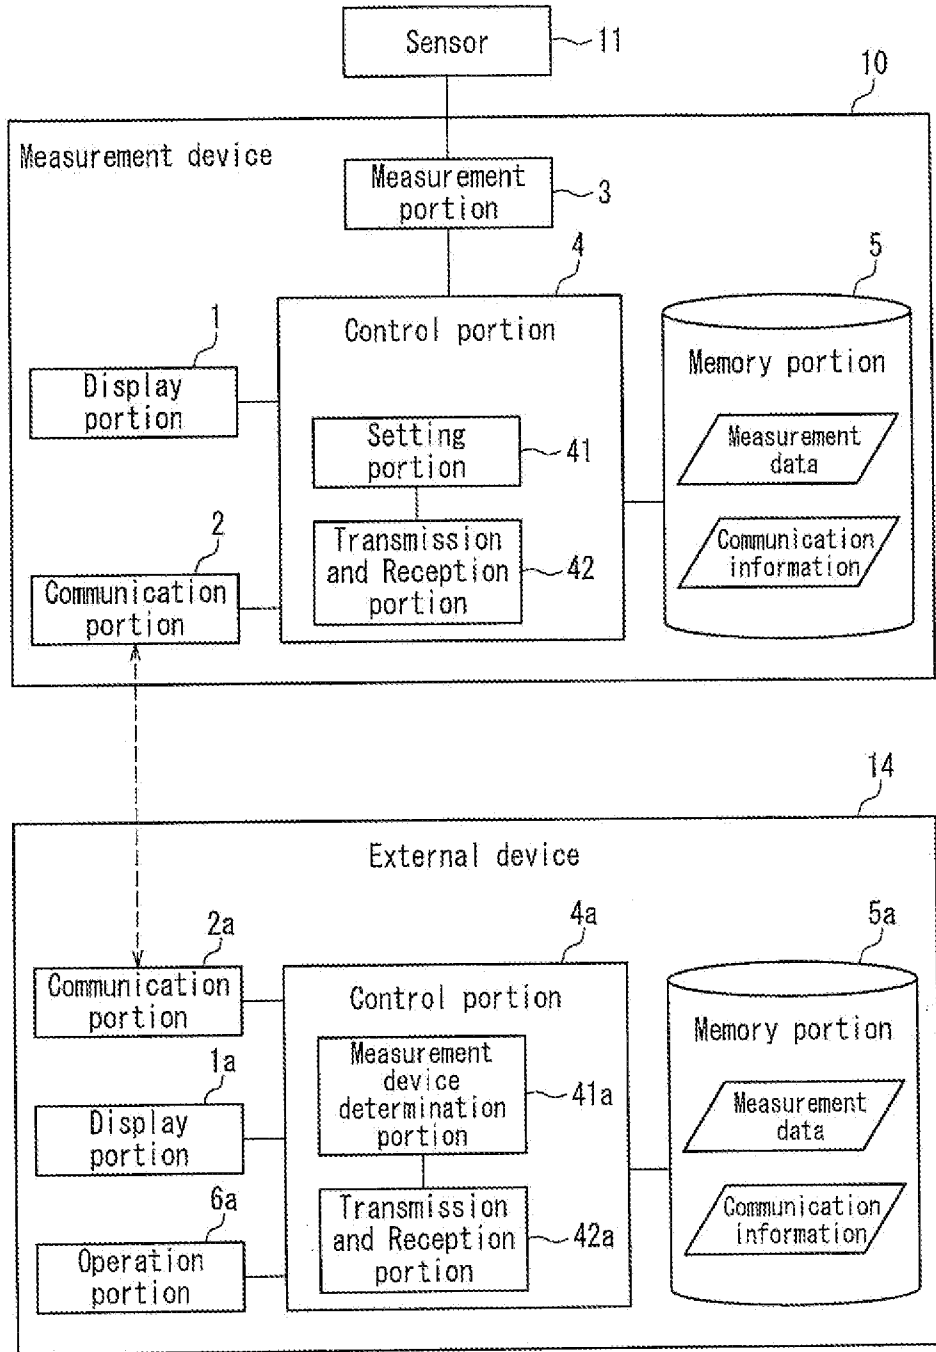 Sensor
11
10
Measurement device
Measurement
portion
3
4
5
1
Control portion
Memory portion
Display
portion
Setting
portion
41
Measurement
data
2
Transmission
and Reception
portion
42
Communication
information
Communication
portion
14
External device
2a
4a
5a
Communication
portion
Control portion
Memory portion
1a
Measurement
device
determination
portion
41a
Measurement
data
Display
portion
6a
Transmission
and Reception
portion
42a
Communication
information
Operation
portion